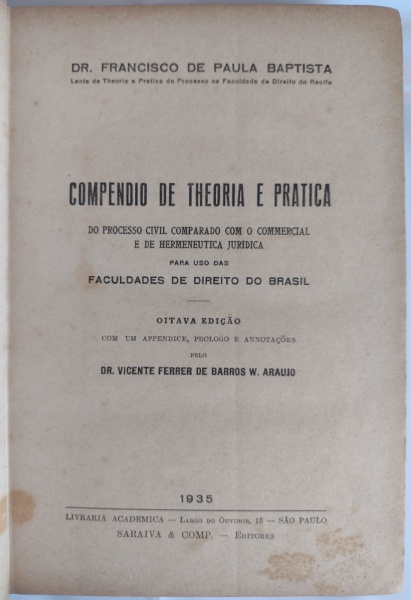 DR. FRANCISCO DE PAULA BAPTISTA
Lente de Theoria e Pratica do Processo na Faculdade de Direito do Recife
COMPENDIO DE THEORIA E PRATICA
DO PROCESSO CIVIL COMPARADO COM O COMMERCIAL
E DE HERMENEUTICA JURIDICA
PARA USO DAS
FACULDADES DE DIREITO DO BRASIL
OITAVA EDIÇÃO
COM UM APPENDICE, PROLOGO E ANNOTAÇÕES
PELO
DR. VICENTE FERRER DE BARROS W. ARAUJO
1935
LIVRARIA ACADEMICA — Largo do Ouvidor, 15 — SÃO PAULO
SARAIVA & COMP. — Editores